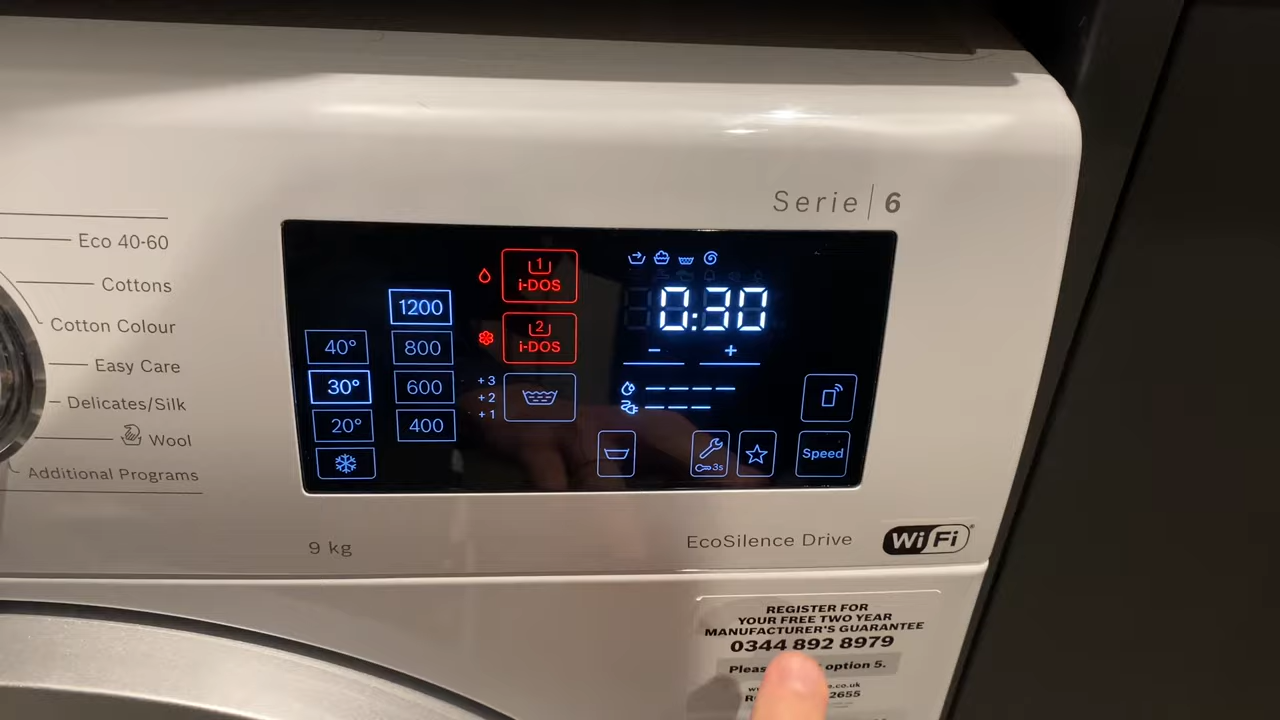 Serie | 6
Eco 40-60
Cottons
Cotton Colour
Easy Care
Delicates/Silk
Wool
Additional Programs
40°
30°
20°
1200
800
600
400
1
i-DOS
2
i-DOS
+3
+2
+1
0:30
− +
3s
Speed
9 kg
EcoSilence Drive
WiFi
REGISTER FOR
YOUR FREE TWO YEAR
MANUFACTURER'S GUARANTEE
0344 892 8979
option 5.
2655